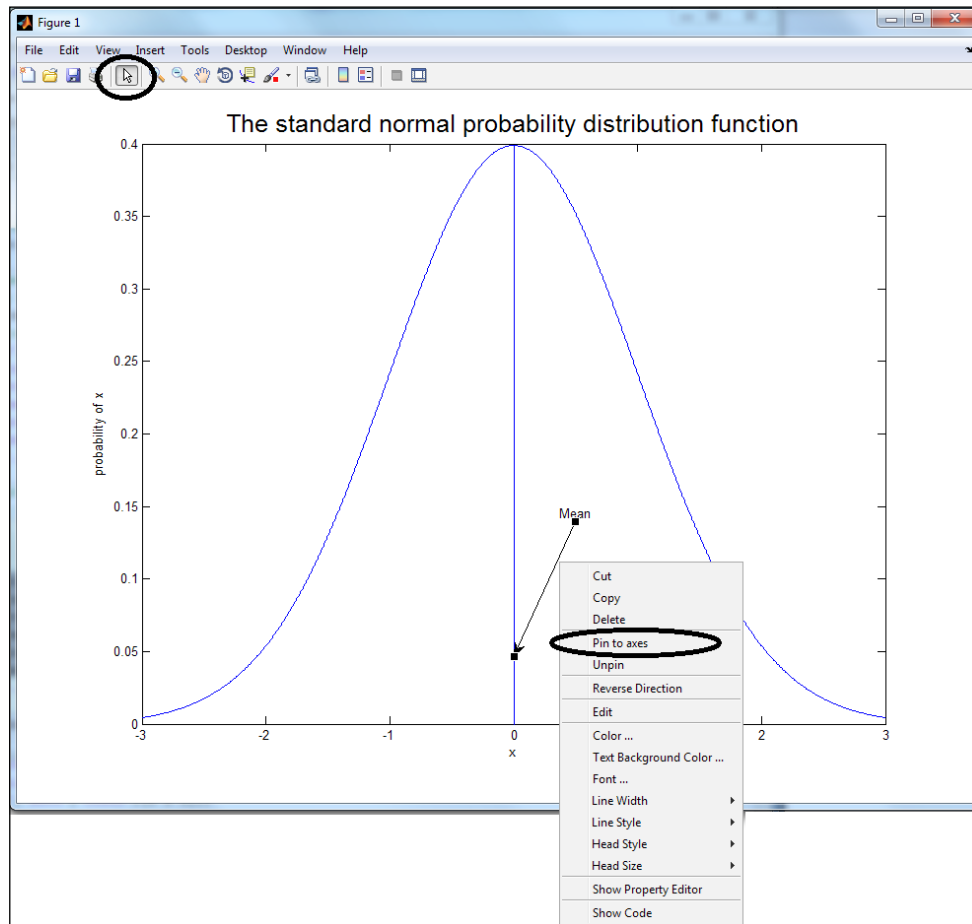 Figure 1
File Edit View Insert Tools Desktop Window Help
The standard normal probability distribution function
0.4
0.35
0.3
0.25
0.2
0.15
0.1
0.05
0
probability of x
Mean
-3 -2 -1 0 2 3
x
Cut
Copy
Delete
Pin to axes
Unpin
Reverse Direction
Edit
Color ...
Text Background Color ...
Font ...
Line Width
Line Style
Head Style
Head Size
Show Property Editor
Show Code